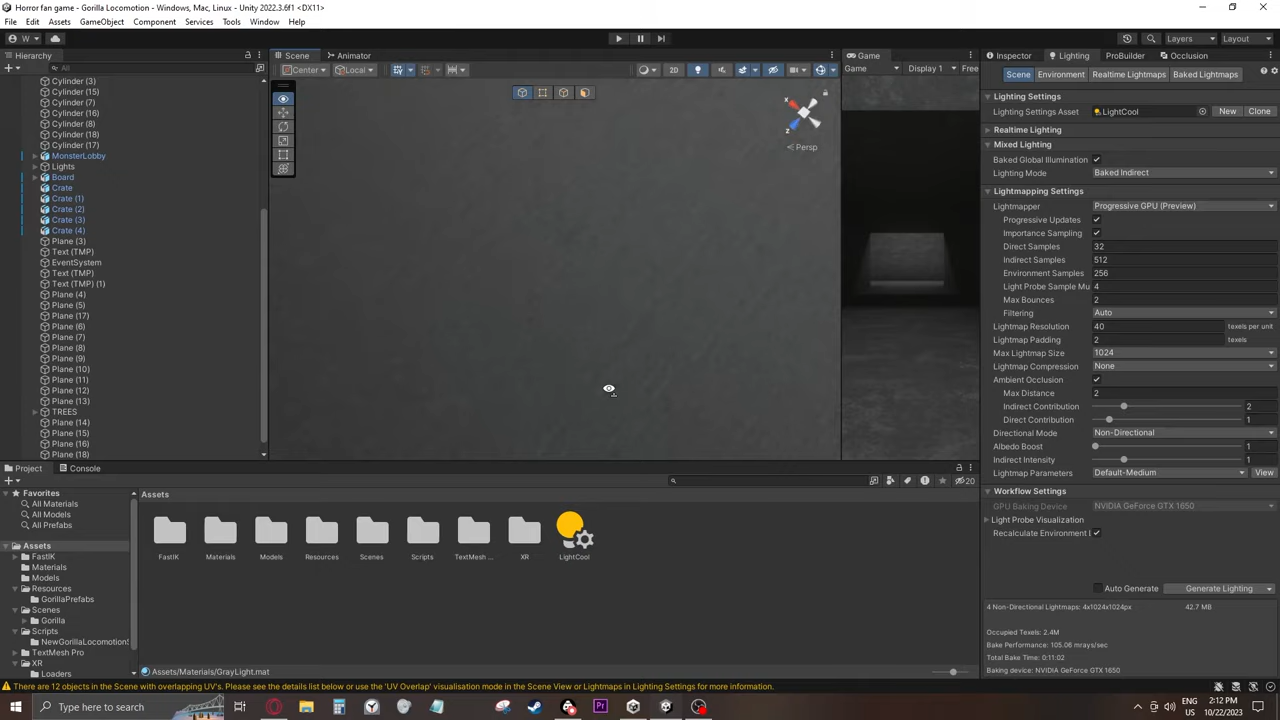 Horror fan game - Gorilla Locomotion - Windows, Mac, Linux - Unity 2022.3.6f1 <DX11>
File Edit Assets GameObject Component Services Tools Window Help
W Layers Layout
Hierarchy Scene Animator Game Inspector Lighting ProBuilder Occlusion
All Center Local 2D Game Display 1 Free Scene Environment Realtime Lightmaps Baked Lightmaps
Cylinder (3)
Cylinder (15)
Cylinder (7)
Cylinder (16)
Cylinder (8)
Cylinder (18)
Cylinder (17)
MonsterLobby
Lights
Board
Crate
Crate (1)
Crate (2)
Crate (3)
Crate (4)
Plane (3)
Text (TMP)
EventSystem
Text (TMP)
Text (TMP) (1)
Plane (4)
Plane (5)
Plane (17)
Plane (6)
Plane (7)
Plane (8)
Plane (9)
Plane (10)
Plane (11)
Plane (12)
Plane (13)
TREES
Plane (14)
Plane (15)
Plane (16)
Plane (18)
x
z
Persp
Lighting Settings
Lighting Settings Asset LightCool New Clone
Realtime Lighting
Mixed Lighting
Baked Global Illumination
Lighting Mode Baked Indirect
Lightmapping Settings
Lightmapper Progressive GPU (Preview)
Progressive Updates
Importance Sampling
Direct Samples 32
Indirect Samples 512
Environment Samples 256
Light Probe Sample Mu 4
Max Bounces 2
Filtering Auto
Lightmap Resolution 40 texels per unit
Lightmap Padding 2 texels
Max Lightmap Size 1024
Lightmap Compression None
Ambient Occlusion
Max Distance 2
Indirect Contribution 2
Direct Contribution 1
Directional Mode Non-Directional
Albedo Boost 1
Indirect Intensity 1
Lightmap Parameters Default-Medium View
Workflow Settings
GPU Baking Device NVIDIA GeForce GTX 1650
Light Probe Visualization
Recalculate Environment
Auto Generate Generate Lighting
4 Non-Directional Lightmaps: 4x1024x1024px 42.7 MB
Occupied Texels: 2.4M
Bake Performance: 105.06 mrays/sec
Total Bake Time: 0:11:02
Baking device: NVIDIA GeForce GTX 1650
Project Console
20
Favorites
All Materials
All Models
All Prefabs
Assets
FastIK
Materials
Models
Resources
GorillaPrefabs
Scenes
Gorilla
Scripts
NewGorillaLocomotionS
TextMesh Pro
XR
Loaders
Assets
FastIK Materials Models Resources Scenes Scripts TextMesh ... XR LightCool
Assets/Materials/GrayLight.mat
There are 12 objects in the Scene with overlapping UV's. Please see the details list below or use the 'UV Overlap' visualisation mode in the Scene View or Lightmaps in Lighting Settings for more information.
Type here to search
Pr
ENG
US
2:12 PM
10/22/2023